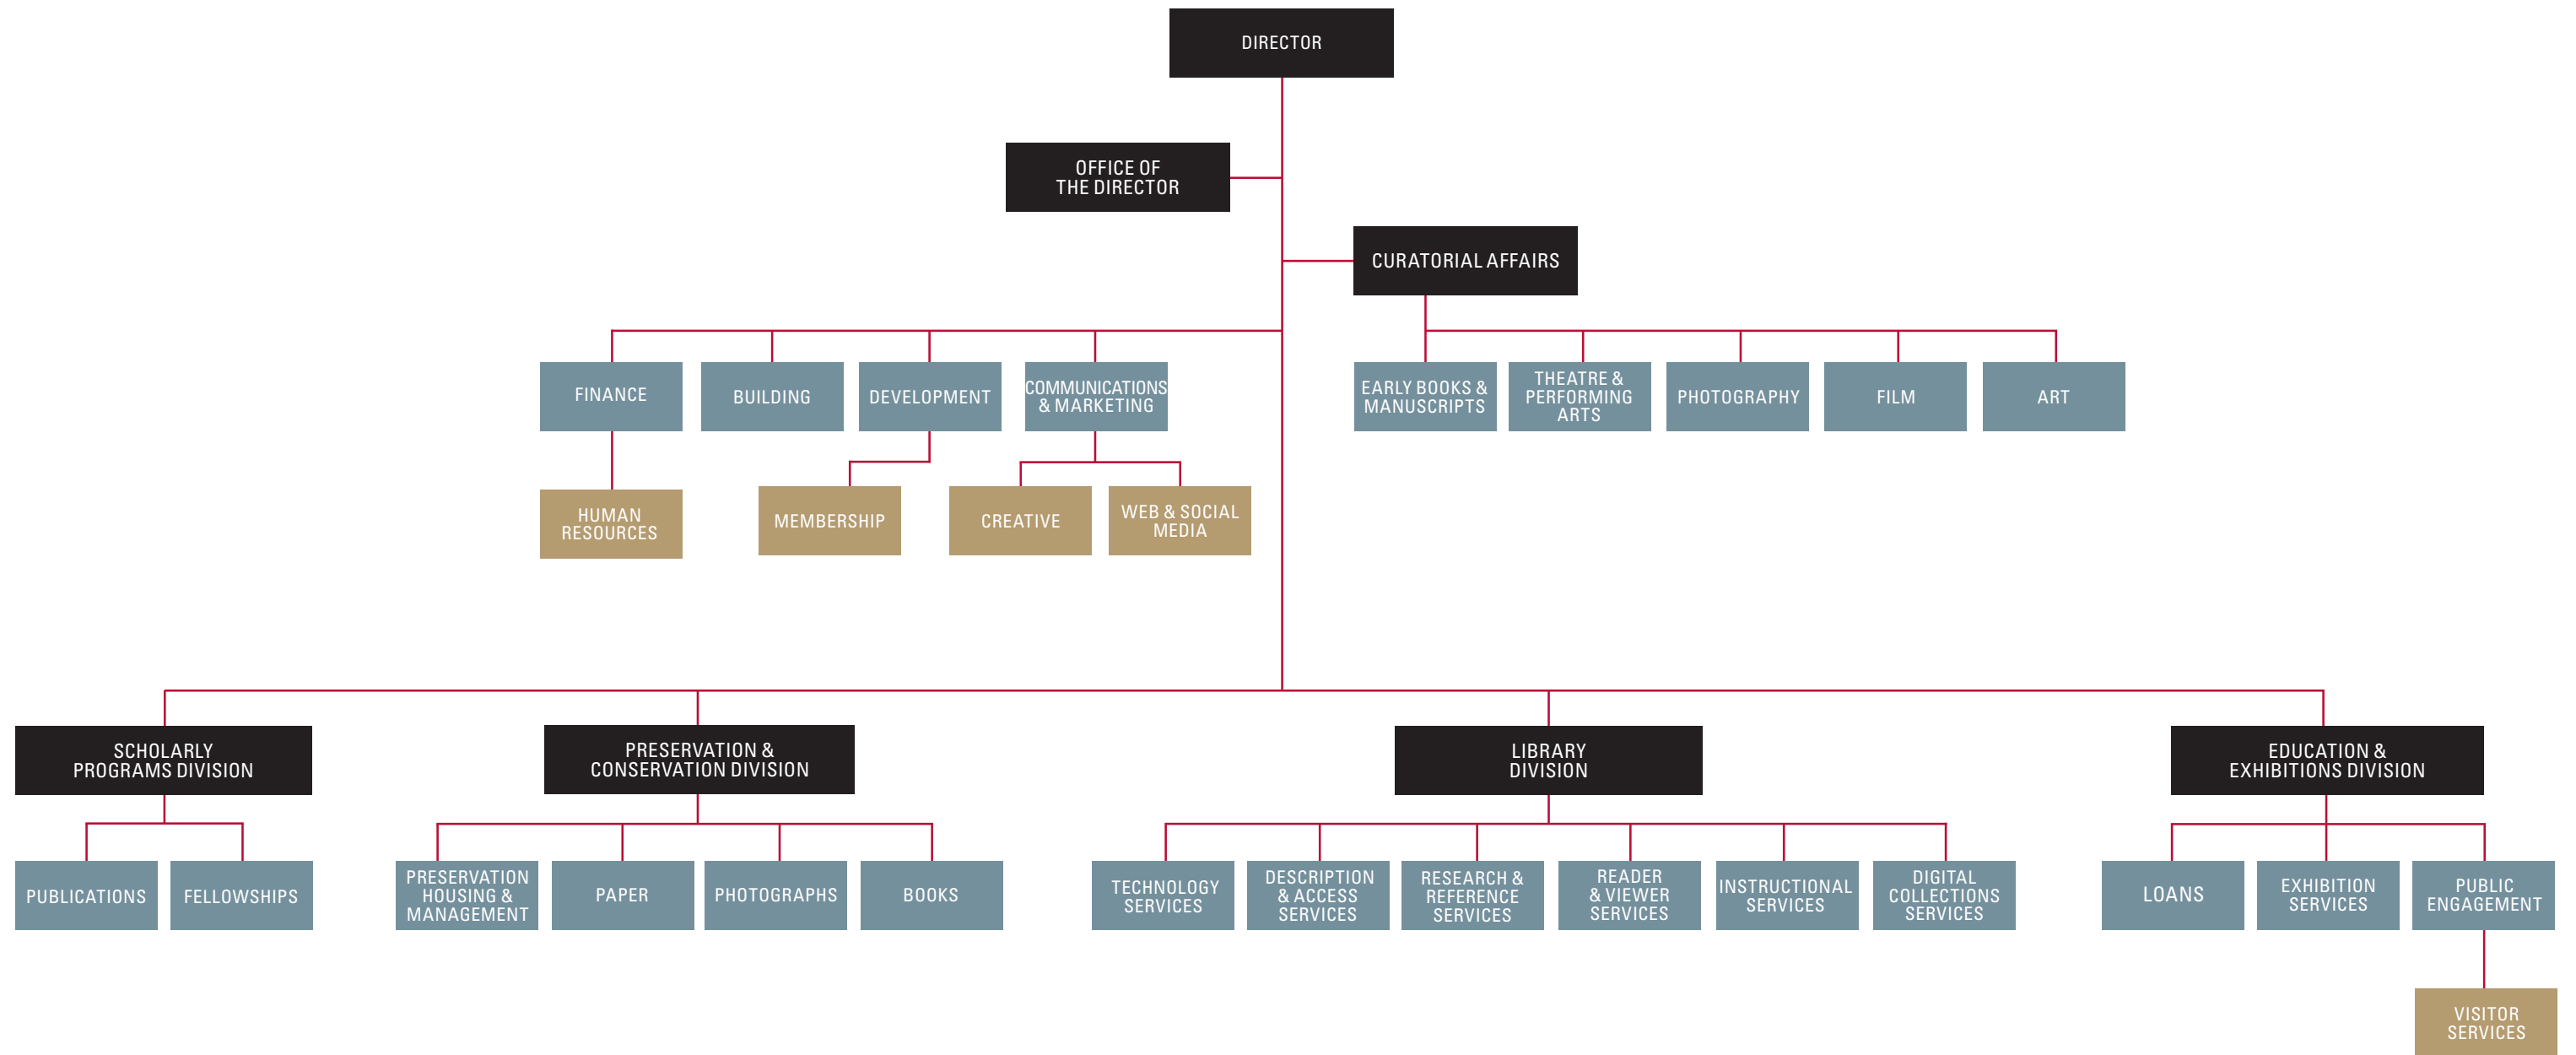 DIRECTOR
OFFICE OF
THE DIRECTOR
CURATORIAL AFFAIRS
FINANCE
BUILDING
DEVELOPMENT
COMMUNICATIONS
& MARKETING
EARLY BOOKS &
MANUSCRIPTS
THEATRE &
PERFORMING
ARTS
PHOTOGRAPHY
FILM
ART
HUMAN
RESOURCES
MEMBERSHIP
CREATIVE
WEB & SOCIAL
MEDIA
SCHOLARLY
PROGRAMS DIVISION
PRESERVATION &
CONSERVATION DIVISION
LIBRARY
DIVISION
EDUCATION &
EXHIBITIONS DIVISION
PUBLICATIONS
FELLOWSHIPS
PRESERVATION
HOUSING &
MANAGEMENT
PAPER
PHOTOGRAPHS
BOOKS
TECHNOLOGY
SERVICES
DESCRIPTION
& ACCESS
SERVICES
RESEARCH &
REFERENCE
SERVICES
READER
& VIEWER
SERVICES
INSTRUCTIONAL
SERVICES
DIGITAL
COLLECTIONS
SERVICES
LOANS
EXHIBITION
SERVICES
PUBLIC
ENGAGEMENT
VISITOR
SERVICES